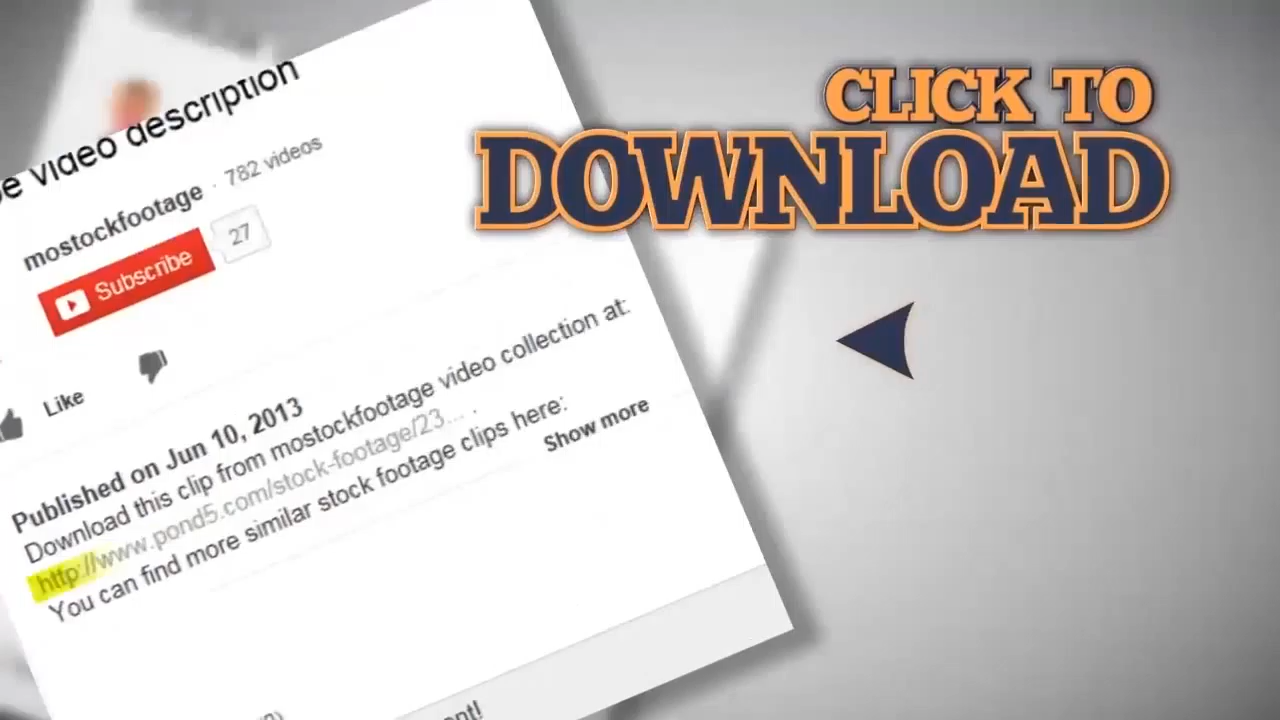 CLICK TO
DOWNLOAD
video description
mostockfootage · 782 videos
Subscribe 27
Like
Published on Jun 10, 2013
Download this clip from mostockfootage video collection at:
http://www.pond5.com/stock-footage/23... .
You can find more similar stock footage clips here:
Show more